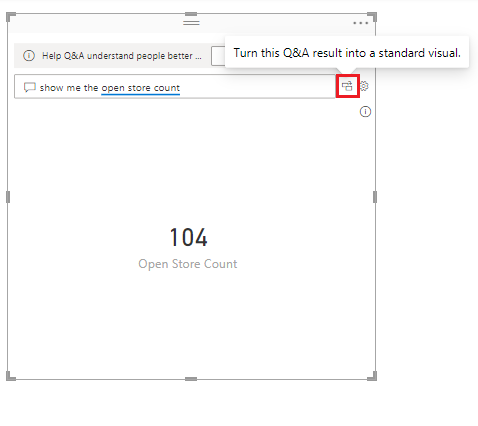 Help Q&A understand people better ...
Turn this Q&A result into a standard visual.
show me the open store count
104
Open Store Count